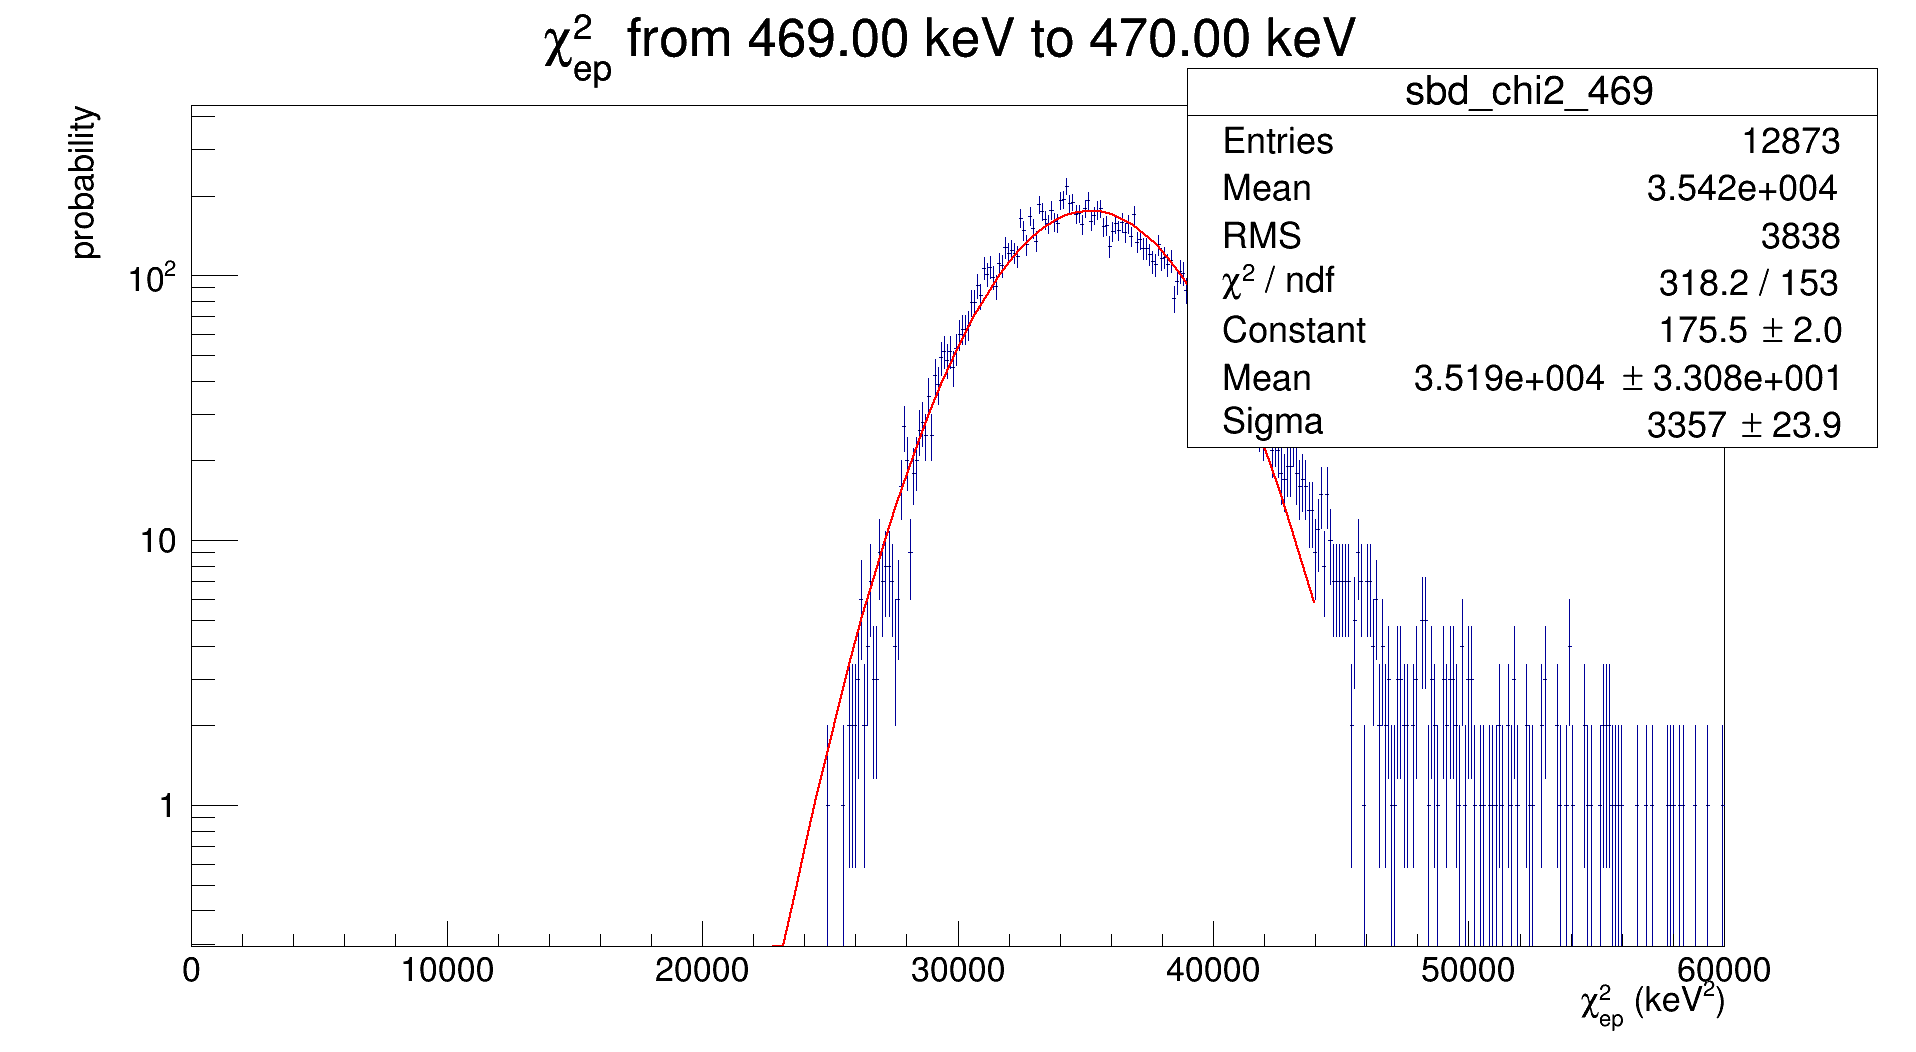 χ²ep from 469.00 keV to 470.00 keV
sbd_chi2_469
Entries 12873
Mean 3.542e+004
RMS 3838
χ² / ndf 318.2 / 153
Constant 175.5 ± 2.0
Mean 3.519e+004 ± 3.308e+001
Sigma 3357 ± 23.9
probability
10²
10
1
0 10000 20000 30000 40000 50000 60000
χ²ep (keV²)